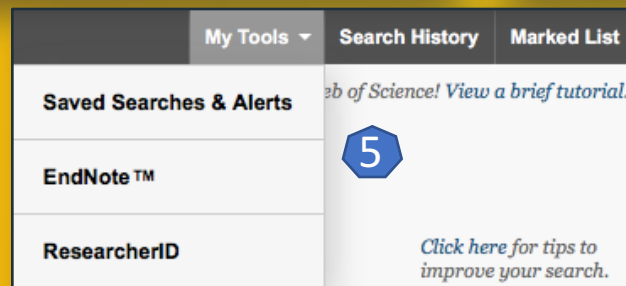 My Tools ▾ Search History Marked List
Saved Searches & Alerts
eb of Science! View a brief tutorial.
5
EndNote™
ResearcherID
Click here for tips to
improve your search.